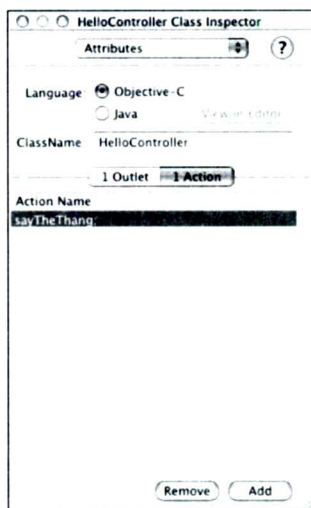 HelloController Class Inspector
Attributes
?
Language: Objective-C
Java View in Editor
ClassName HelloController
1 Outlet 1 Action
Action Name
sayTheThang:
Remove Add